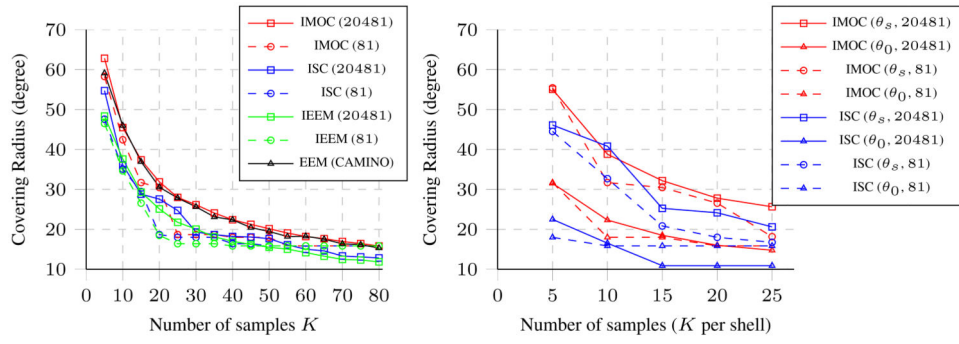 Covering Radius (degree)
70
60
50
40
30
20
10
0
10
20
30
40
50
60
70
80
Number of samples K
IMOC (20481)
IMOC (81)
ISC (20481)
ISC (81)
IEEM (20481)
IEEM (81)
EEM (CAMINO)
Covering Radius (degree)
70
60
50
40
30
20
10
0
5
10
15
20
25
Number of samples (K per shell)
IMOC (θs, 20481)
IMOC (θ0, 20481)
IMOC (θs, 81)
IMOC (θ0, 81)
ISC (θs, 20481)
ISC (θ0, 20481)
ISC (θs, 81)
ISC (θ0, 81)